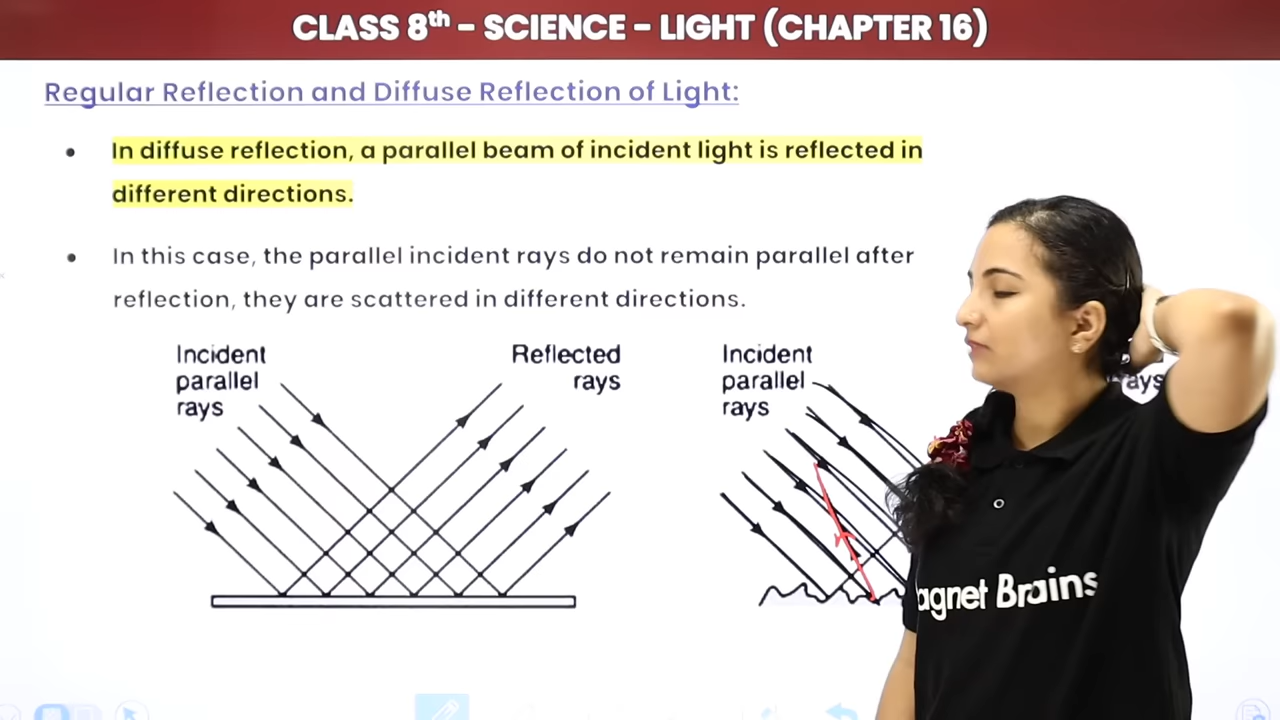 CLASS 8th - SCIENCE - LIGHT (CHAPTER 16)
Regular Reflection and Diffuse Reflection of Light:
• In diffuse reflection, a parallel beam of incident light is reflected in
different directions.
• In this case, the parallel incident rays do not remain parallel after
reflection, they are scattered in different directions.
Incident
parallel
rays
Reflected
rays
Incident
parallel
rays
ays
agnet Brains